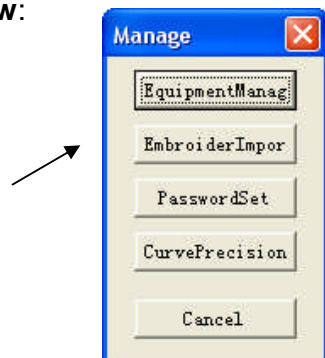 w:
Manage
EquipmentManag
EmbroiderImpor
PasswordSet
CurvePrecision
Cancel